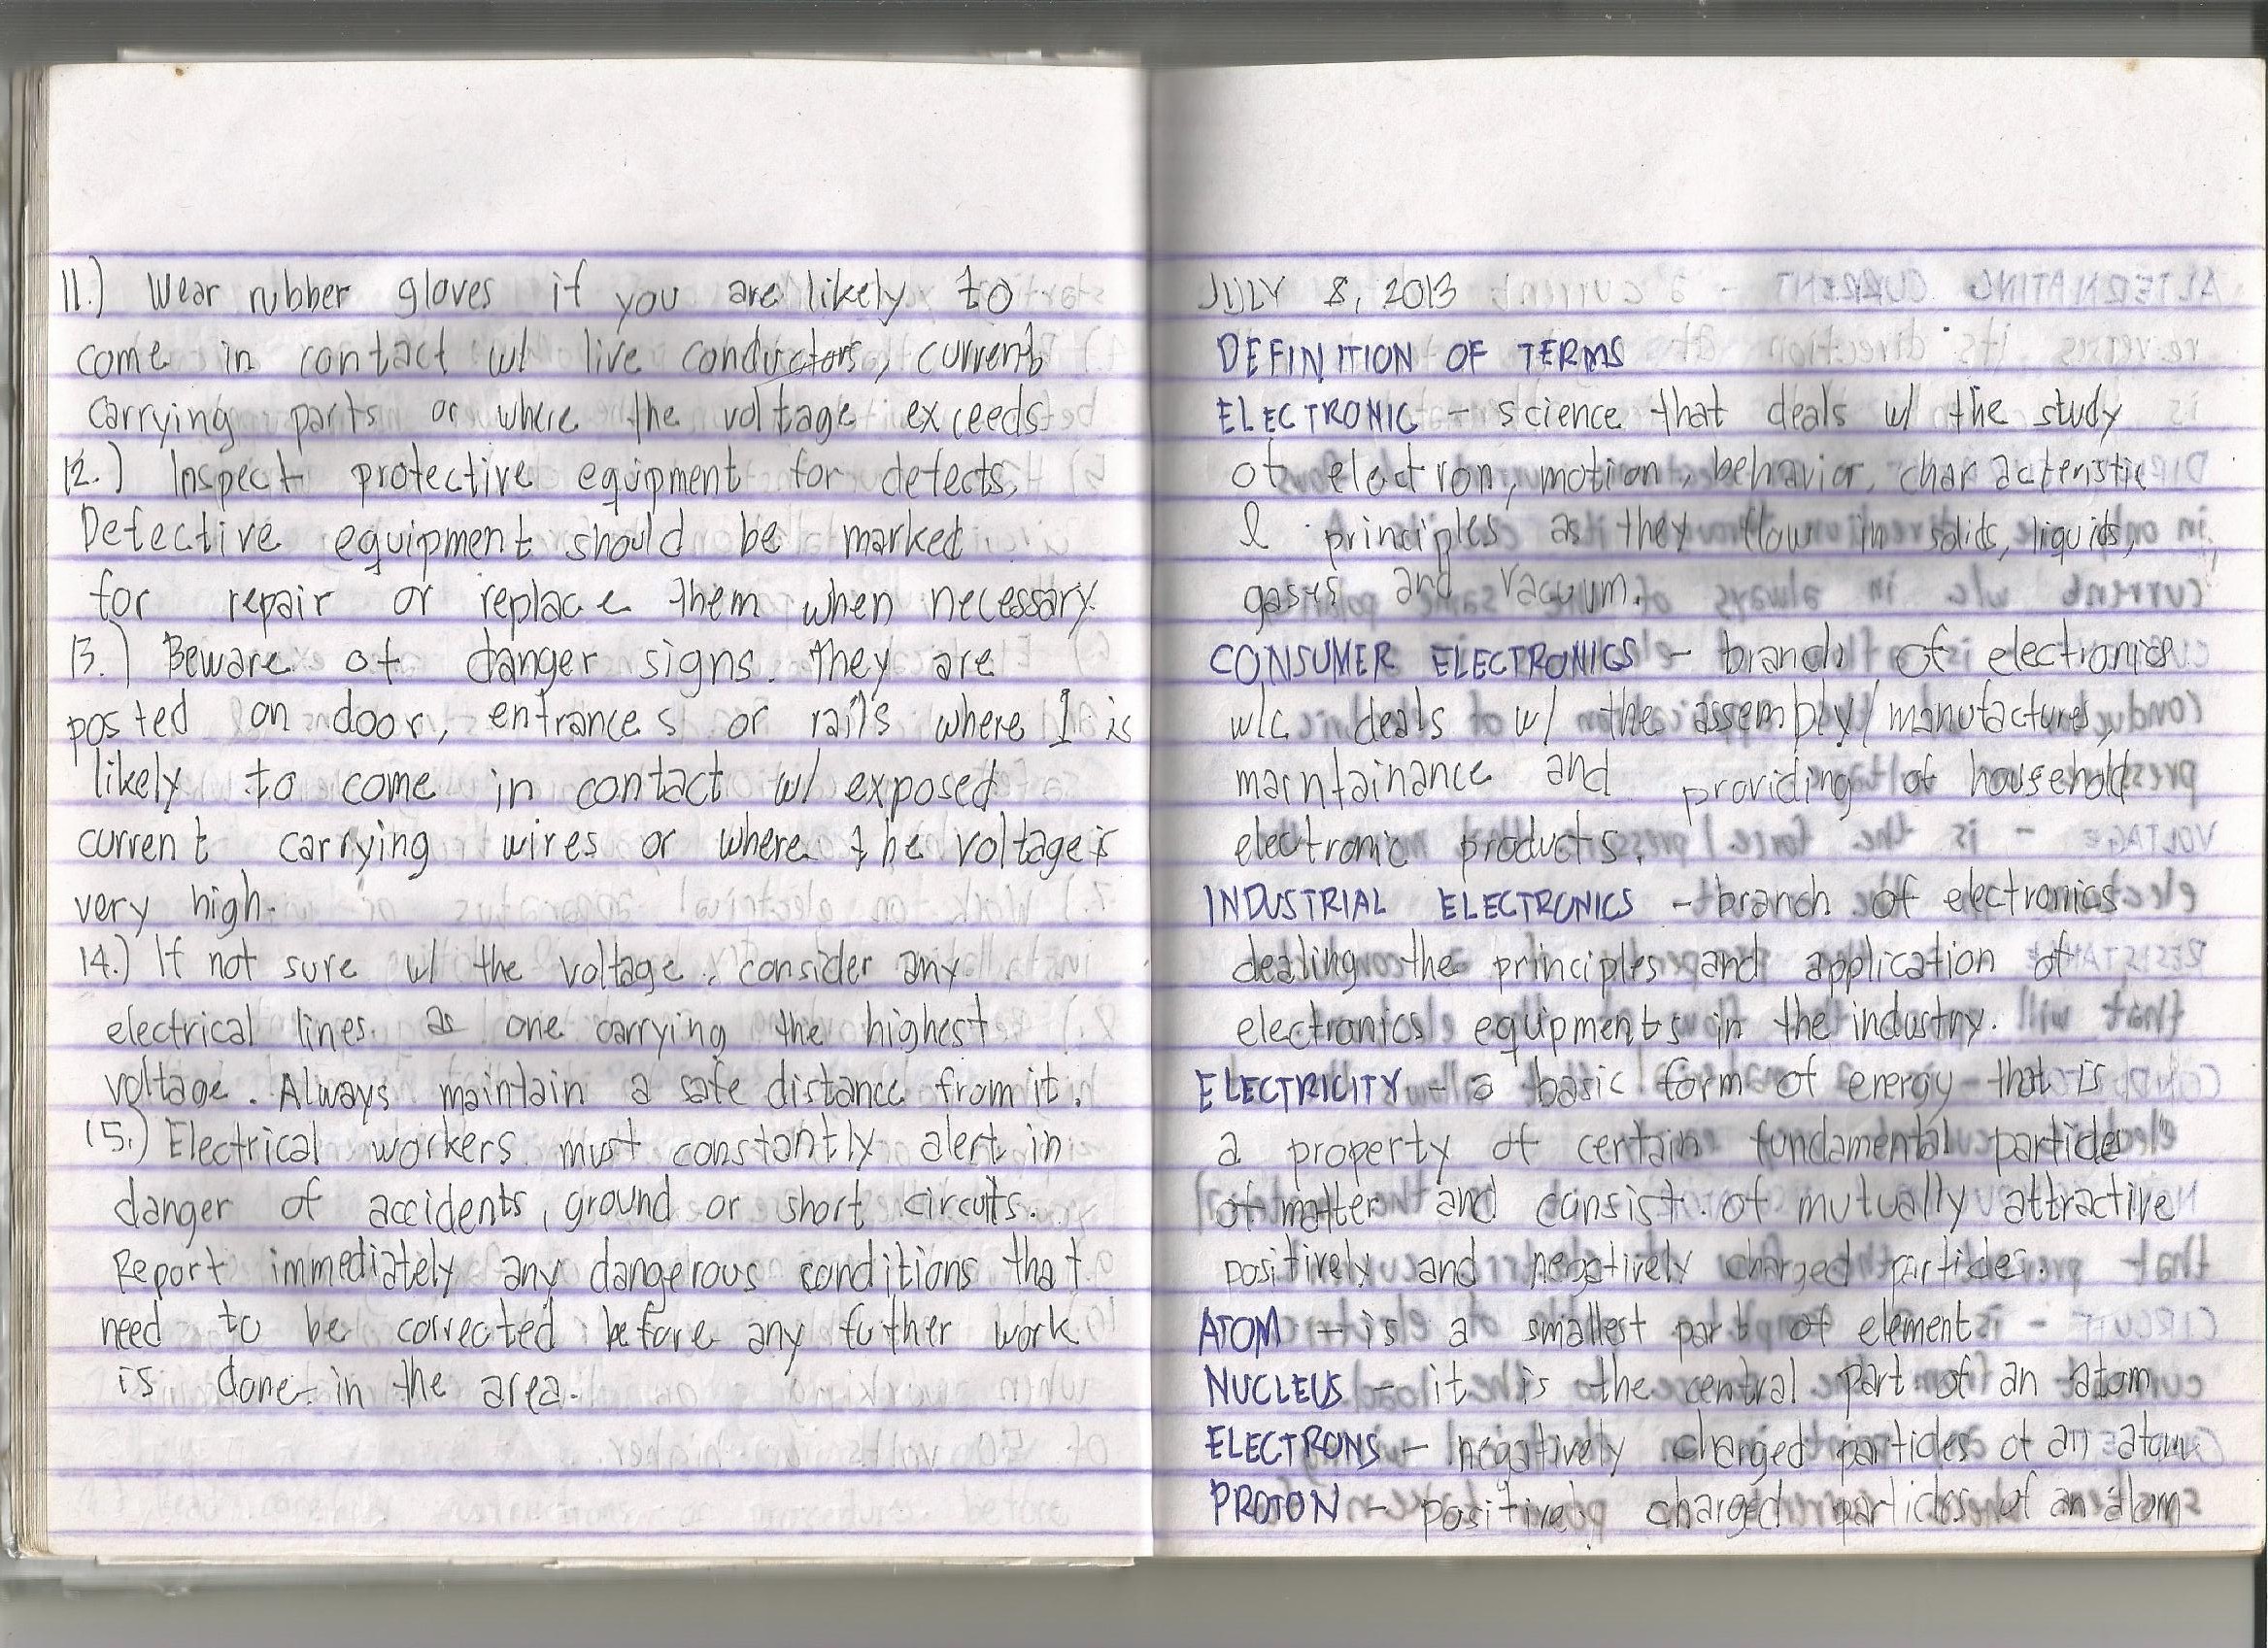 11.) Wear rubber gloves if you are likely to
come in contact w/ live conductors, current
carrying parts or where the voltage exceeds
12.) Inspect protective equipment for defects.
Defective equipment should be marked
for repair or replace them when necessary.
13.) Beware of danger signs. They are
posted on door, entrances or rails where I is
likely to come in contact w/ exposed
current carrying wires or where the voltage is
very high.
14.) If not sure w/ the voltage, consider any
electrical lines as one carrying the highest
voltage. Always maintain a safe distance from it.
15.) Electrical workers must constantly alert in
danger of accidents, ground or short circuits.
Report immediately any dangerous conditions that
need to be corrected before any futher work
is done in the area.
JULY 8, 2013
DEFINITION OF TERMS
ELECTRONIC - science that deals w/ the study
of electron, motion, behavior, characteristic
& principles as they flow in solids, liquids,
gases and vacuum.
CONSUMER ELECTRONICS - branch of electronics
w/c deals w/ the assembly/manufactures,
maintainance and providing of household
electronic products.
INDUSTRIAL ELECTRONICS - branch of electronics
dealing the principles and application of
electronics equipments in the industry.
ELECTRICITY - a basic form of energy that is
a property of certain fundamental particles
of matter and consist of mutually attractive
positively and negatively charged particles.
ATOM - is a smallest part of element
NUCLEUS - it is the central part of an atom
ELECTRONS - negatively charged particles of an atom
PROTON - positively charged particles of an atom